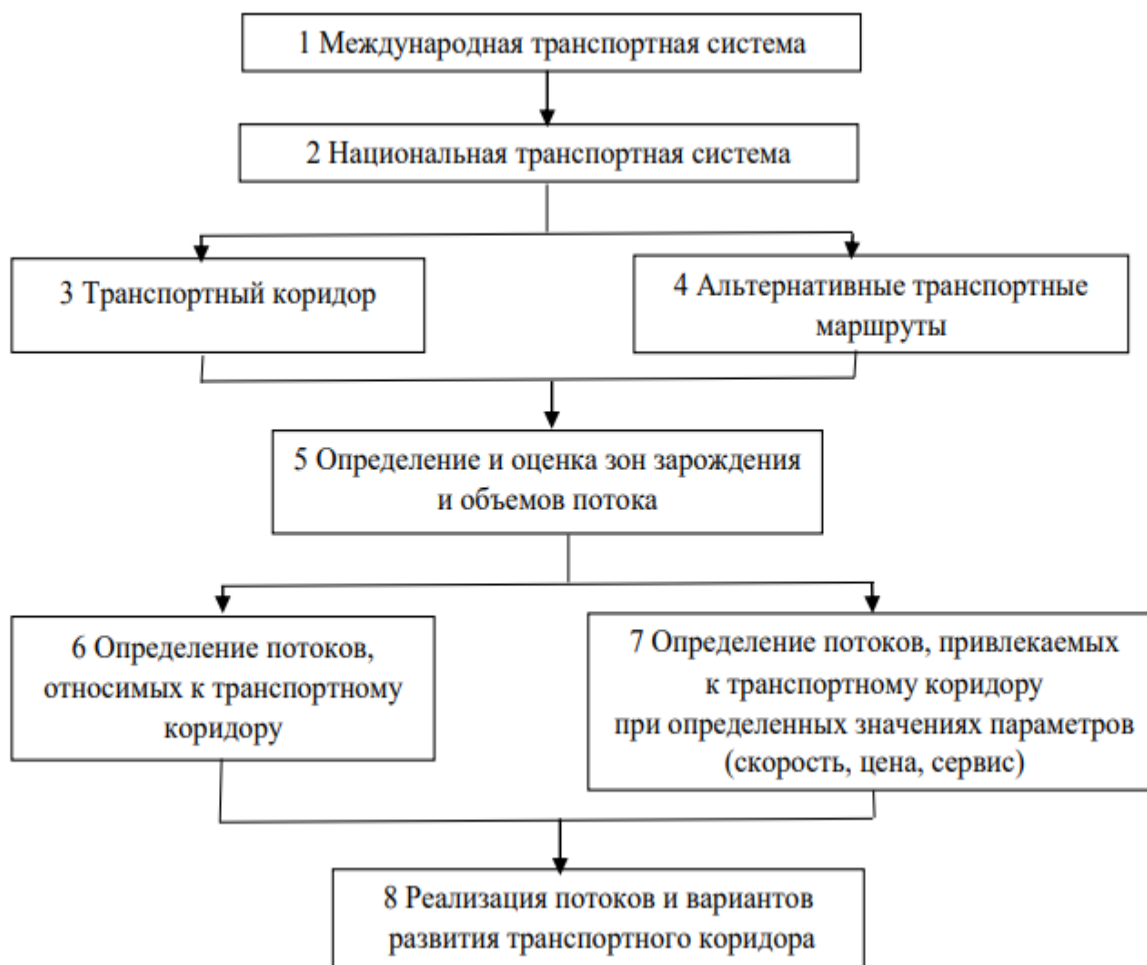 1 Международная транспортная система
2 Национальная транспортная система
3 Транспортный коридор
4 Альтернативные транспортные
маршруты
5 Определение и оценка зон зарождения
и объемов потока
6 Определение потоков,
относимых к транспортному
коридору
7 Определение потоков, привлекаемых
к транспортному коридору
при определенных значениях параметров
(скорость, цена, сервис)
8 Реализация потоков и вариантов
развития транспортного коридора